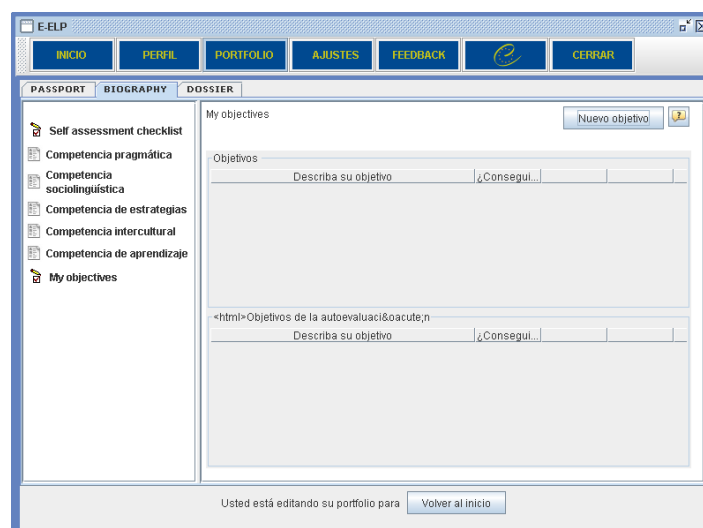 E-ELP
INICIO PERFIL PORTFOLIO AJUSTES FEEDBACK CERRAR
PASSPORT BIOGRAPHY DOSSIER
Self assessment checklist
Competencia pragmática
Competencia
sociolingüística
Competencia de estrategias
Competencia intercultural
Competencia de aprendizaje
My objectives
My objectives
Nuevo objetivo
Objetivos
Describa su objetivo ¿Consegui...
<html>Objetivos de la autoevaluaci&oacute;n
Describa su objetivo ¿Consegui...
Usted está editando su portfolio para Volver al inicio